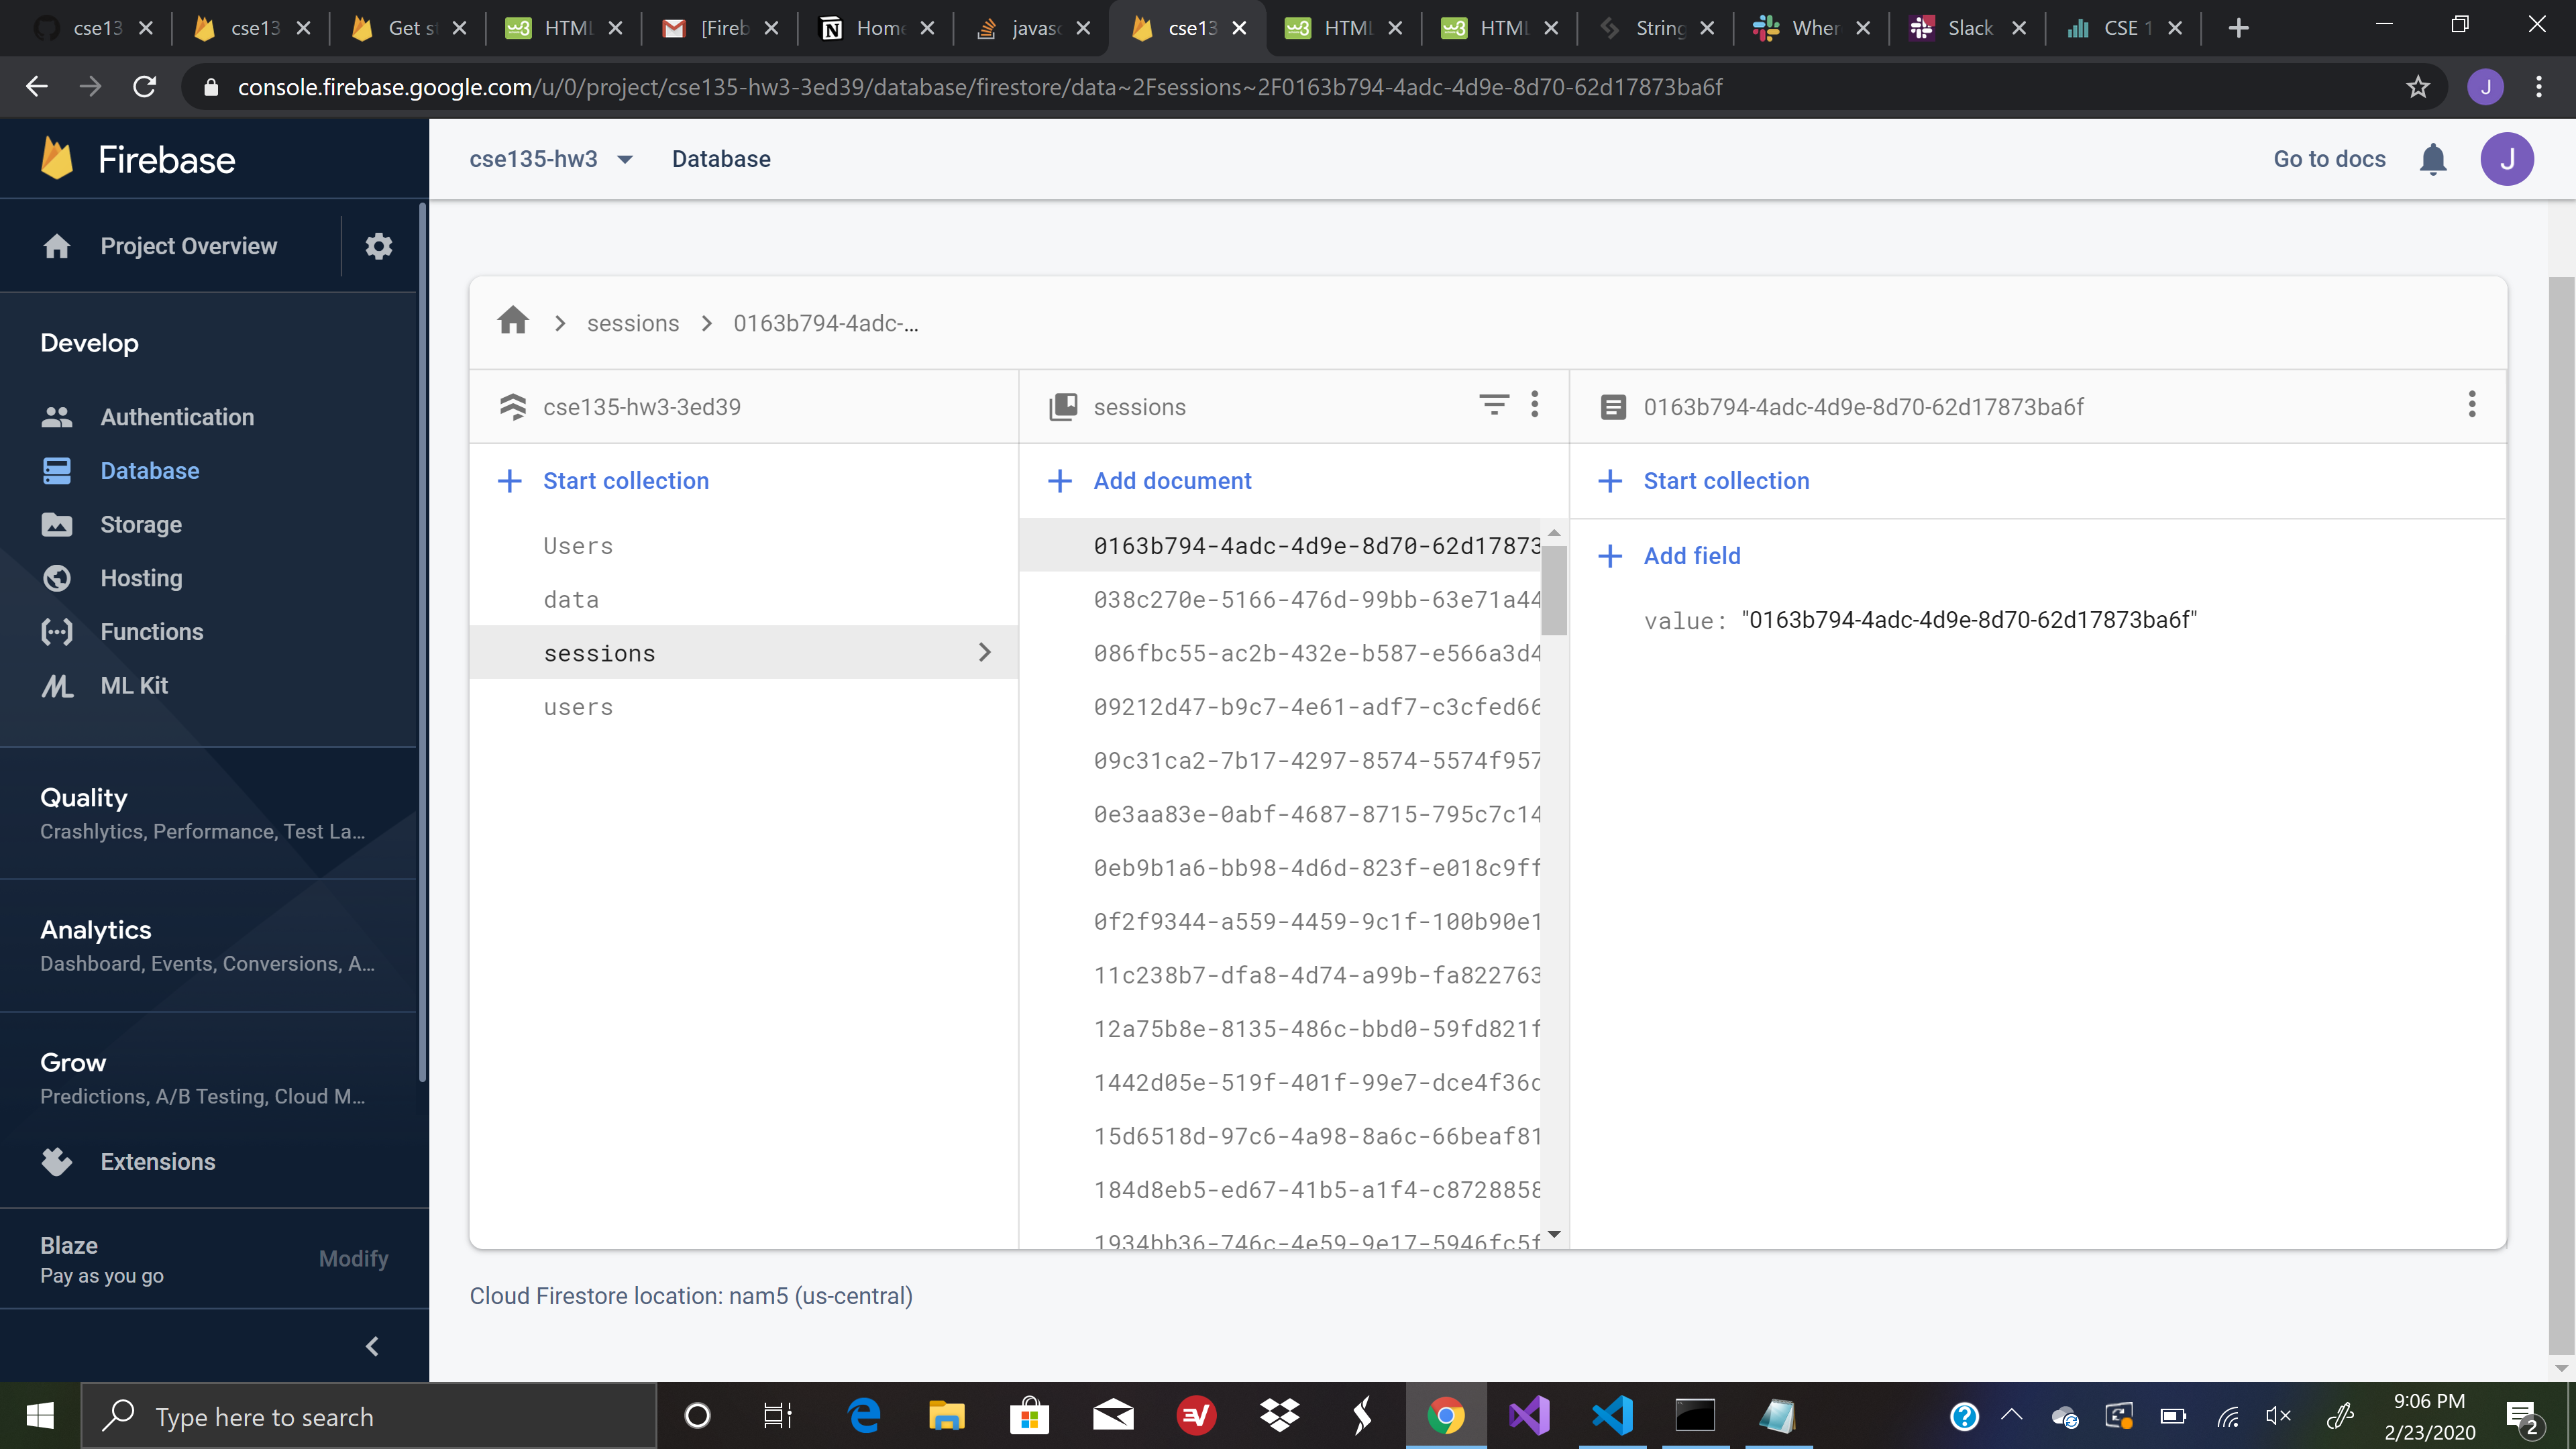 cse13
cse13
Get st
HTML
[Fireb
Home
javasc
cse13
HTML
HTML
String
Wher
Slack
CSE 1
console.firebase.google.com/u/0/project/cse135-hw3-3ed39/database/firestore/data~2Fsessions~2F0163b794-4adc-4d9e-8d70-62d17873ba6f
J
Firebase
cse135-hw3
Database
Go to docs
J
Project Overview
Develop
Authentication
Database
Storage
Hosting
Functions
ML Kit
Quality
Crashlytics, Performance, Test La...
Analytics
Dashboard, Events, Conversions, A...
Grow
Predictions, A/B Testing, Cloud M...
Extensions
Blaze
Pay as you go
Modify
sessions
0163b794-4adc-...
cse135-hw3-3ed39
Start collection
Users
data
sessions
users
sessions
Add document
0163b794-4adc-4d9e-8d70-62d17873
038c270e-5166-476d-99bb-63e71a44
086fbc55-ac2b-432e-b587-e566a3d4
09212d47-b9c7-4e61-adf7-c3cfed66
09c31ca2-7b17-4297-8574-5574f957
0e3aa83e-0abf-4687-8715-795c7c14
0eb9b1a6-bb98-4d6d-823f-e018c9ff
0f2f9344-a559-4459-9c1f-100b90e1
11c238b7-dfa8-4d74-a99b-fa822763
12a75b8e-8135-486c-bbd0-59fd821f
1442d05e-519f-401f-99e7-dce4f36c
15d6518d-97c6-4a98-8a6c-66beaf81
184d8eb5-ed67-41b5-a1f4-c8728858
1934bb36-746c-4e59-9e17-5946fc5f
0163b794-4adc-4d9e-8d70-62d17873ba6f
Start collection
Add field
value: "0163b794-4adc-4d9e-8d70-62d17873ba6f"
Cloud Firestore location: nam5 (us-central)
Type here to search
9:06 PM
2/23/2020
2